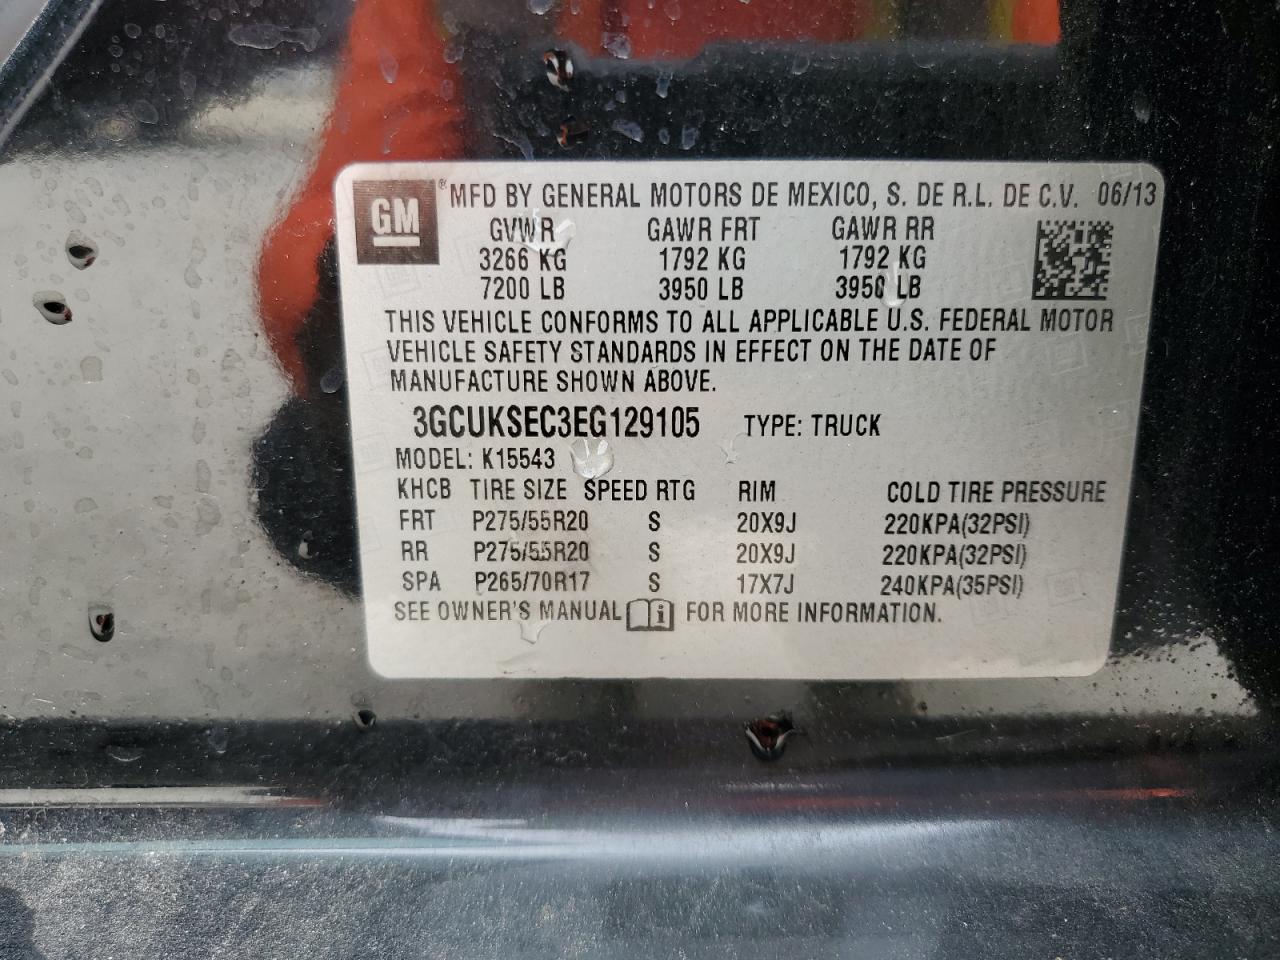 GM ® MFD BY GENERAL MOTORS DE MEXICO, S. DE R.L. DE C.V. 06/13
GVWR GAWR FRT GAWR RR
3266 KG 1792 KG 1792 KG
7200 LB 3950 LB 3950 LB
THIS VEHICLE CONFORMS TO ALL APPLICABLE U.S. FEDERAL MOTOR
VEHICLE SAFETY STANDARDS IN EFFECT ON THE DATE OF
MANUFACTURE SHOWN ABOVE.
3GCUKSEC3EG129105 TYPE: TRUCK
MODEL: K15543
KHCB TIRE SIZE SPEED RTG RIM COLD TIRE PRESSURE
FRT P275/55R20 S 20X9J 220KPA(32PSI)
RR P275/55R20 S 20X9J 220KPA(32PSI)
SPA P265/70R17 S 17X7J 240KPA(35PSI)
SEE OWNER'S MANUAL i FOR MORE INFORMATION.